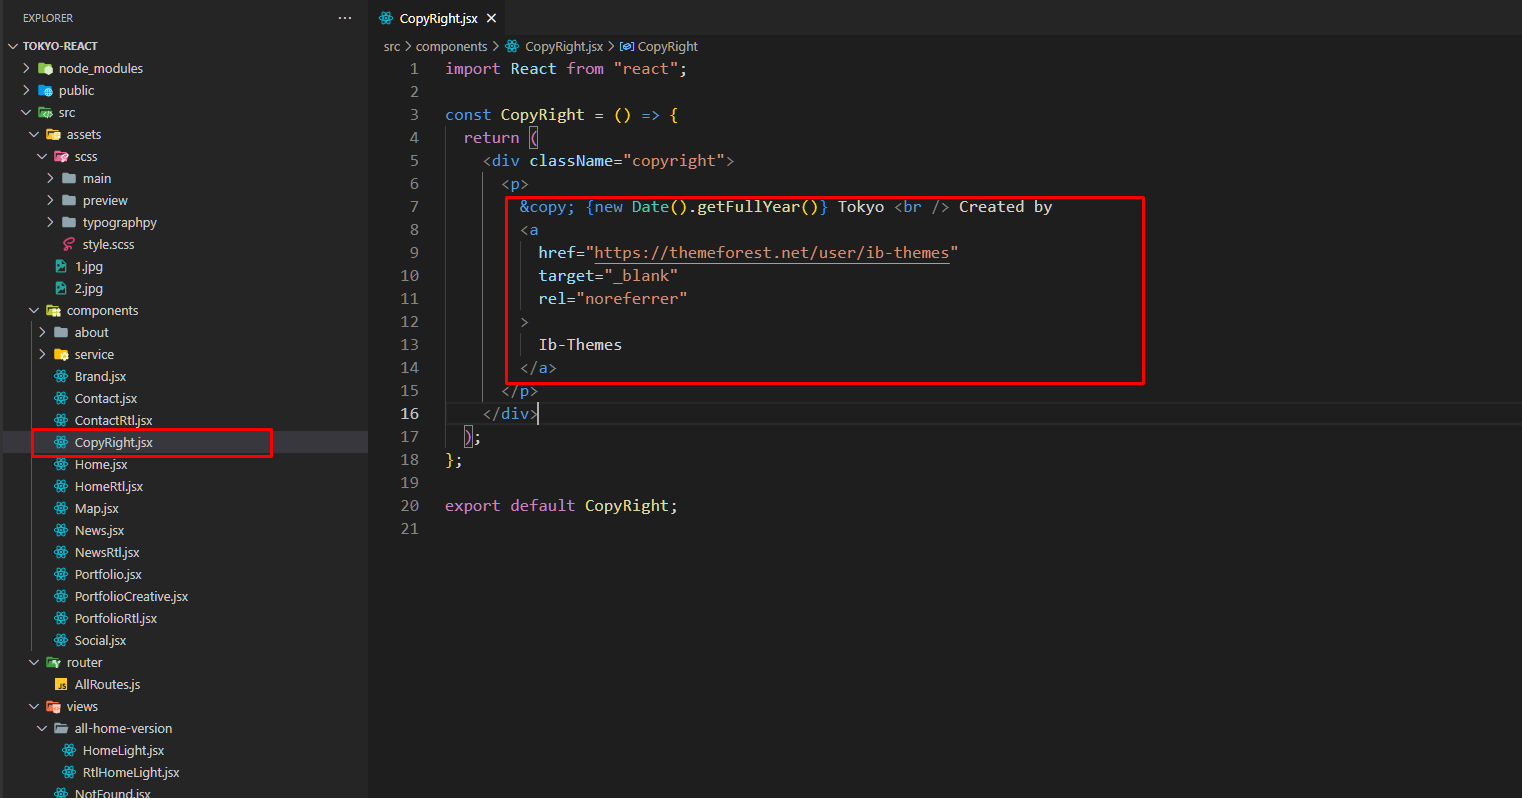 EXPLORER
···
TOKYO-REACT
node_modules
public
src
assets
scss
main
preview
typographpy
style.scss
1.jpg
2.jpg
components
about
service
Brand.jsx
Contact.jsx
ContactRtl.jsx
CopyRight.jsx
Home.jsx
HomeRtl.jsx
Map.jsx
News.jsx
NewsRtl.jsx
Portfolio.jsx
PortfolioCreative.jsx
PortfolioRtl.jsx
Social.jsx
router
JS AllRoutes.js
views
all-home-version
HomeLight.jsx
RtlHomeLight.jsx
NotFound.jsx
CopyRight.jsx
src > components > CopyRight.jsx > CopyRight
1 import React from "react";
2
3 const CopyRight = () => {
4 return (
5 <div className="copyright">
6 <p>
7 &copy; {new Date().getFullYear()} Tokyo <br /> Created by
8 <a
9 href="https://themeforest.net/user/ib-themes"
10 target="_blank"
11 rel="noreferrer"
12 >
13 Ib-Themes
14 </a>
15 </p>
16 </div>
17 );
18 };
19
20 export default CopyRight;
21